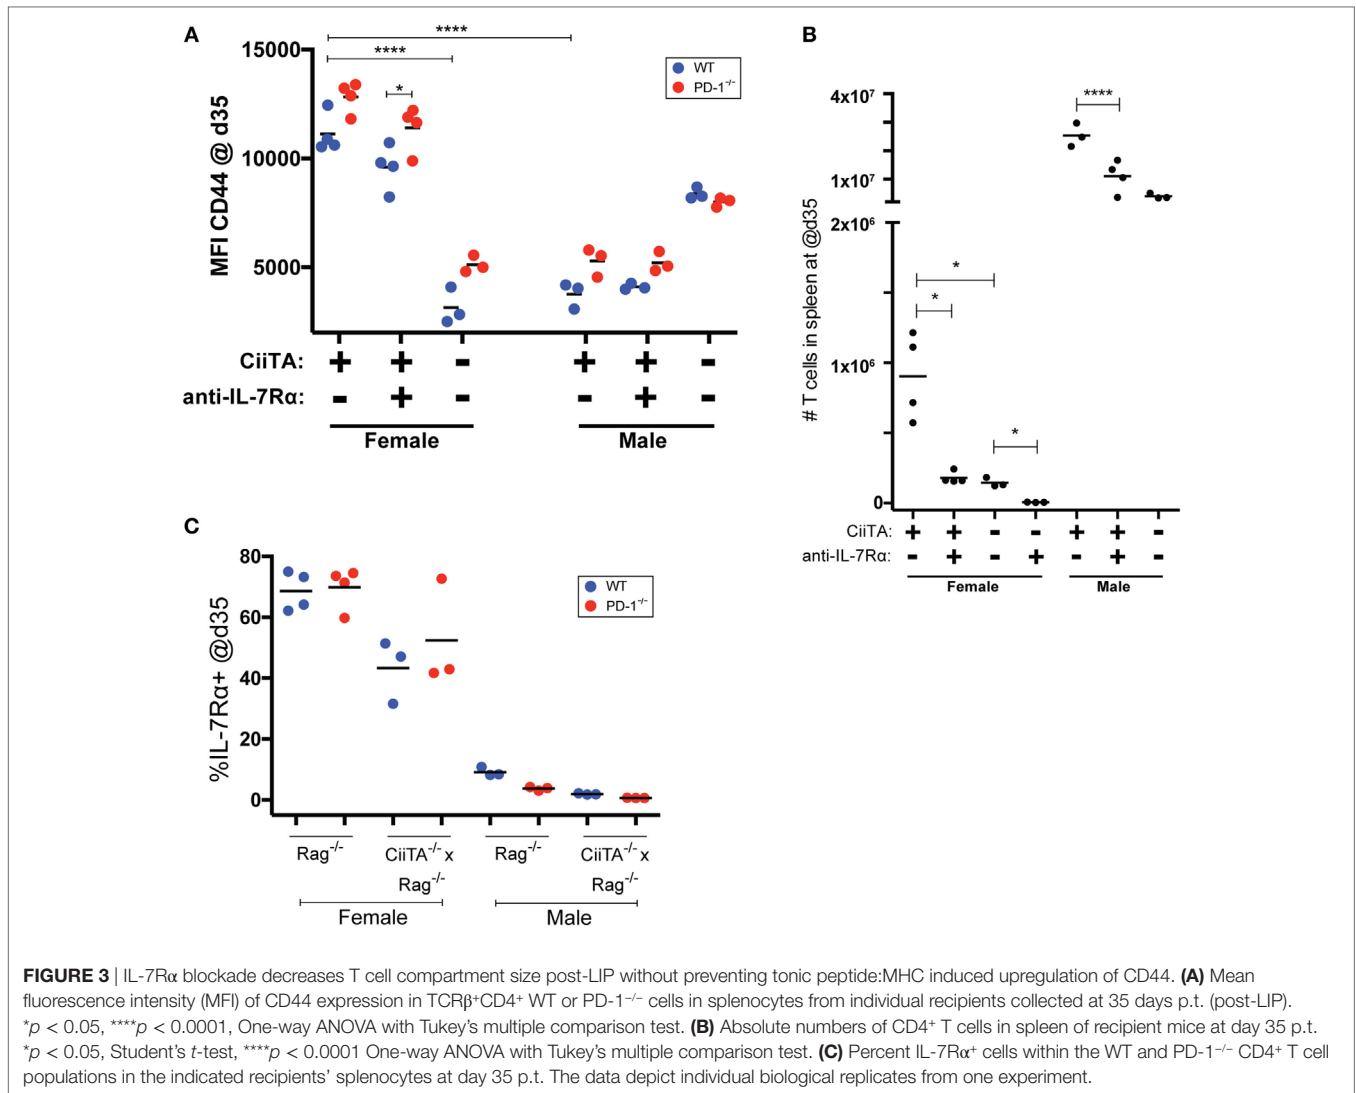 A
****
****
*
15000
10000
5000
MFI CD44 @ d35
WT
PD-1⁻/⁻
CiiTA: + + - + + -
anti-IL-7Rα: - + - - + -
Female Male
B
****
4x10⁷
1x10⁷
2x10⁶
1x10⁶
0
# T cells in spleen at @d35
*
*
*
CiiTA: + + - - + + -
anti-IL-7Rα: - + - + - + -
Female Male
C
80
60
40
20
0
%IL-7Rα+ @d35
WT
PD-1⁻/⁻
Rag⁻/⁻ CiiTA⁻/⁻ x Rag⁻/⁻ CiiTA⁻/⁻ x
Rag⁻/⁻ Rag⁻/⁻
Female Male
FIGURE 3 | IL-7Rα blockade decreases T cell compartment size post-LIP without preventing tonic peptide:MHC induced upregulation of CD44. (A) Mean
fluorescence intensity (MFI) of CD44 expression in TCRβ⁺CD4⁺ WT or PD-1⁻/⁻ cells in splenocytes from individual recipients collected at 35 days p.t. (post-LIP).
*p < 0.05, ****p < 0.0001, One-way ANOVA with Tukey's multiple comparison test. (B) Absolute numbers of CD4⁺ T cells in spleen of recipient mice at day 35 p.t.
*p < 0.05, Student's t-test, ****p < 0.0001 One-way ANOVA with Tukey's multiple comparison test. (C) Percent IL-7Rα⁺ cells within the WT and PD-1⁻/⁻ CD4⁺ T cell
populations in the indicated recipients' splenocytes at day 35 p.t. The data depict individual biological replicates from one experiment.